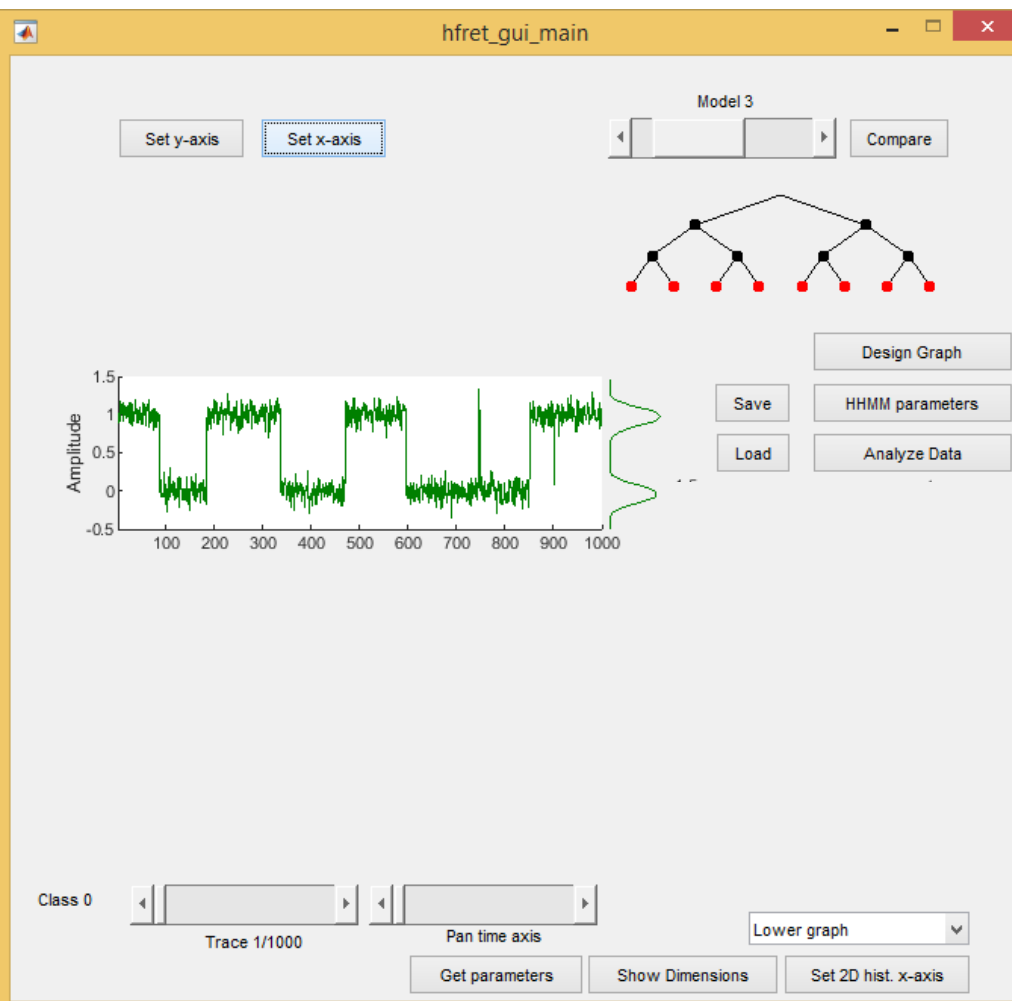 hfret_gui_main
Model 3
Set y-axis
Set x-axis
Compare
Design Graph
Save
HHMM parameters
Load
Analyze Data
Amplitude
1.5
1
0.5
0
-0.5
100 200 300 400 500 600 700 800 900 1000
Class 0
Trace 1/1000
Pan time axis
Lower graph
Get parameters
Show Dimensions
Set 2D hist. x-axis